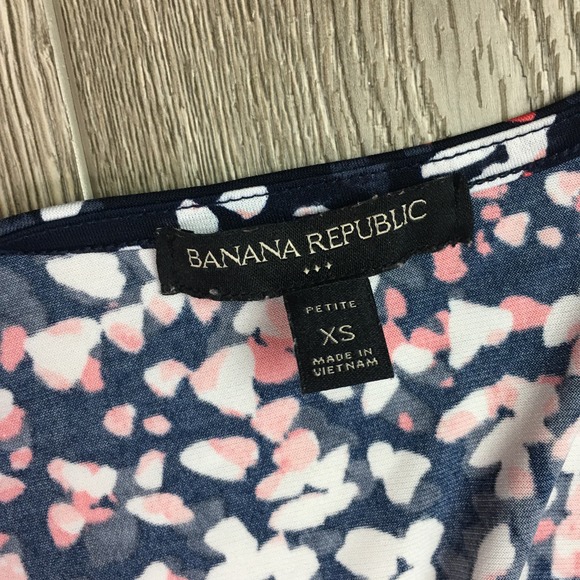 BANANA REPUBLIC
PETITE
XS
MADE IN
VIETNAM